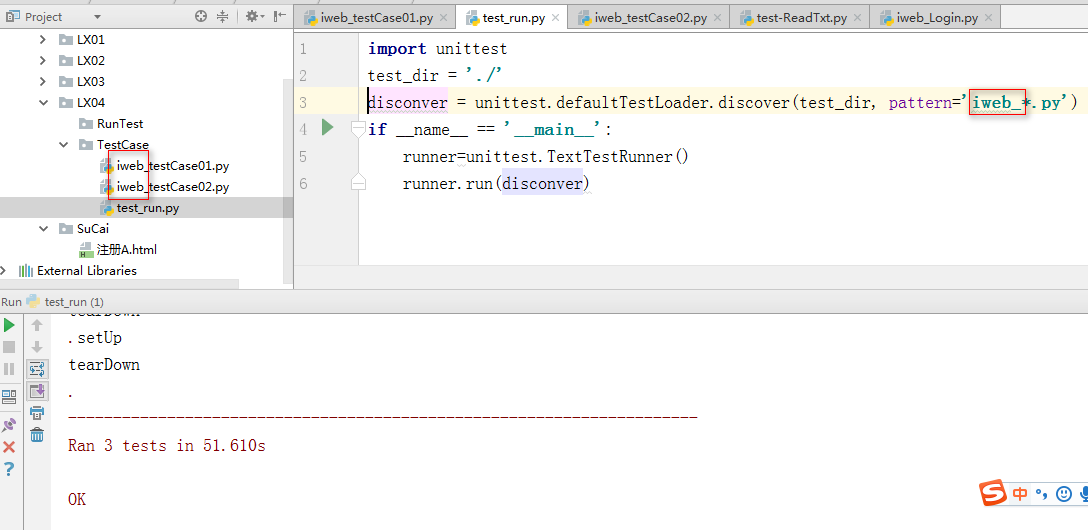 Project
iweb_testCase01.py
test_run.py
iweb_testCase02.py
test-ReadTxt.py
iweb_Login.py
LX01
LX02
LX03
LX04
RunTest
TestCase
iweb_testCase01.py
iweb_testCase02.py
test_run.py
SuCai
注册A.html
External Libraries
1 import unittest
2 test_dir = './'
3 disconver = unittest.defaultTestLoader.discover(test_dir, pattern='iweb_*.py')
4 if __name__ == '__main__':
5 runner=unittest.TextTestRunner()
6 runner.run(disconver)
Run test_run (1)
tearDown
.setUp
tearDown
.
----------------------------------------------------------------------
Ran 3 tests in 51.610s
OK
S中